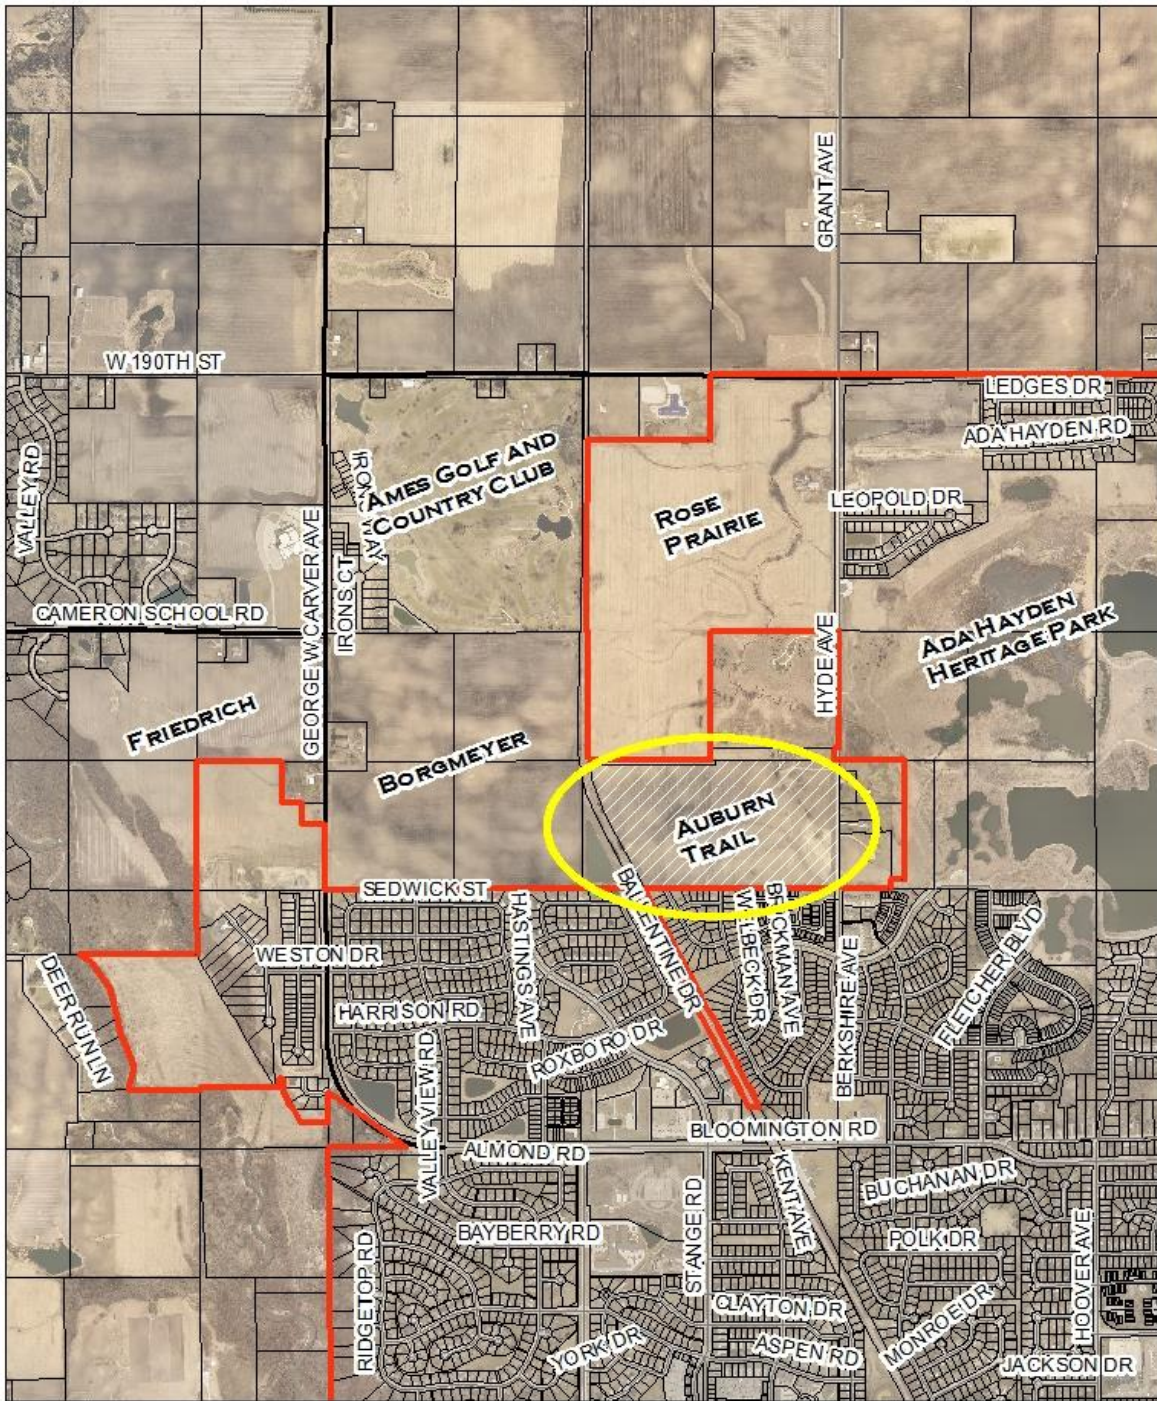 GRANT AVE
W 190TH ST
LEDGES DR
ADA HAYDEN RD
VALLEY RD
IRONS WAY
AMES GOLF AND
COUNTRY CLUB
ROSE
PRAIRIE
LEOPOLD DR
GEORGE W CARVER AVE
IRONS CT
CAMERON SCHOOL RD
HYDE AVE
ADA HAYDEN
HERITAGE PARK
FRIEDRICH
BORGMEYER
AUBURN
TRAIL
SEDWICK ST
HASTINGS AVE
BALLENTINE DR
WELLBECK DR
BRICKMAN AVE
BERKSHIRE AVE
FLETCHER BLVD
WESTON DR
DEER RUN LN
HARRISON RD
ROXBORO DR
VALLEYVIEW RD
BLOOMINGTON RD
ALMOND RD
KENT AVE
BUCHANAN DR
STANGE RD
BAYBERRY RD
POLK DR
HOOVER AVE
RIDGETOP RD
CLAYTON DR
MONROE DR
YORK DR
ASPEN RD
JACKSON DR